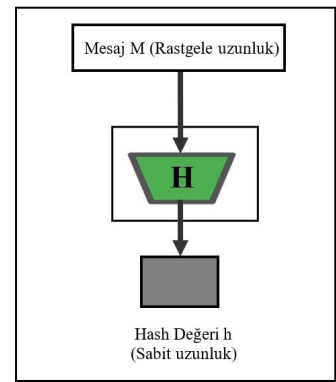 Mesaj M (Rastgele uzunluk)
H
Hash Değeri h
(Sabit uzunluk)